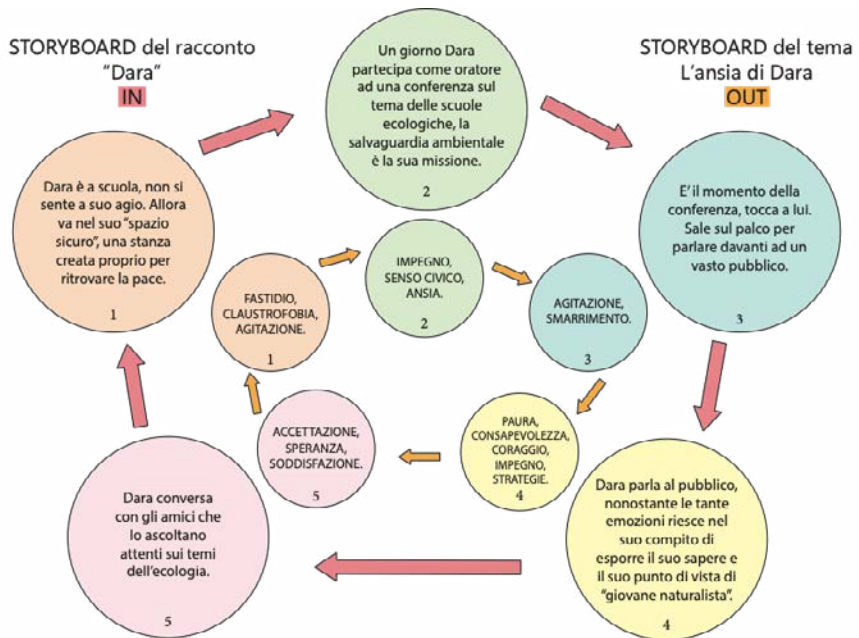 STORYBOARD del racconto
"Dara"
IN
STORYBOARD del tema
L'ansia di Dara
OUT
Dara è a scuola, non si
sente a suo agio. Allora
va nel suo "spazio
sicuro", una stanza
creata proprio per
ritrovare la pace.
1
Un giorno Dara
partecipa come oratore
ad una conferenza sul
tema delle scuole
ecologiche, la
salvaguardia ambientale
è la sua missione.
2
E' il momento della
conferenza, tocca a lui.
Sale sul palco per
parlare davanti ad un
vasto pubblico.
3
Dara parla al pubblico,
nonostante le tante
emozioni riesce nel
suo compito di
esporre il suo sapere e
il suo punto di vista di
"giovane naturalista".
4
Dara conversa
con gli amici che
lo ascoltano
attenti sui temi
dell'ecologia.
5
FASTIDIO,
CLAUSTROFOBIA,
AGITAZIONE.
1
IMPEGNO,
SENSO CIVICO,
ANSIA.
2
AGITAZIONE,
SMARRIMENTO.
3
PAURA,
CONSAPEVOLEZZA,
CORAGGIO,
IMPEGNO,
STRATEGIE.
4
ACCETTAZIONE,
SPERANZA,
SODDISFAZIONE.
5